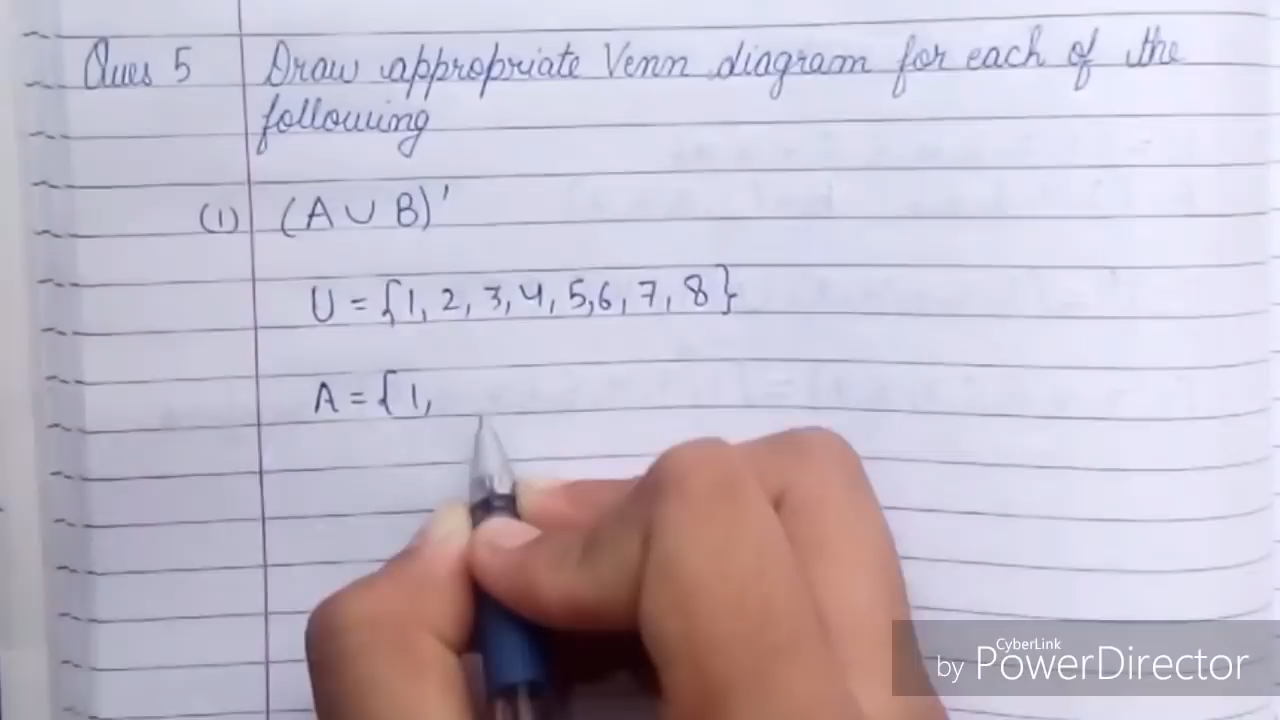 Ques 5 Draw appropriate Venn diagram for each of the
following
(1) (A ∪ B)'
U = {1, 2, 3, 4, 5, 6, 7, 8}
A = { 1,
CyberLink
by PowerDirector